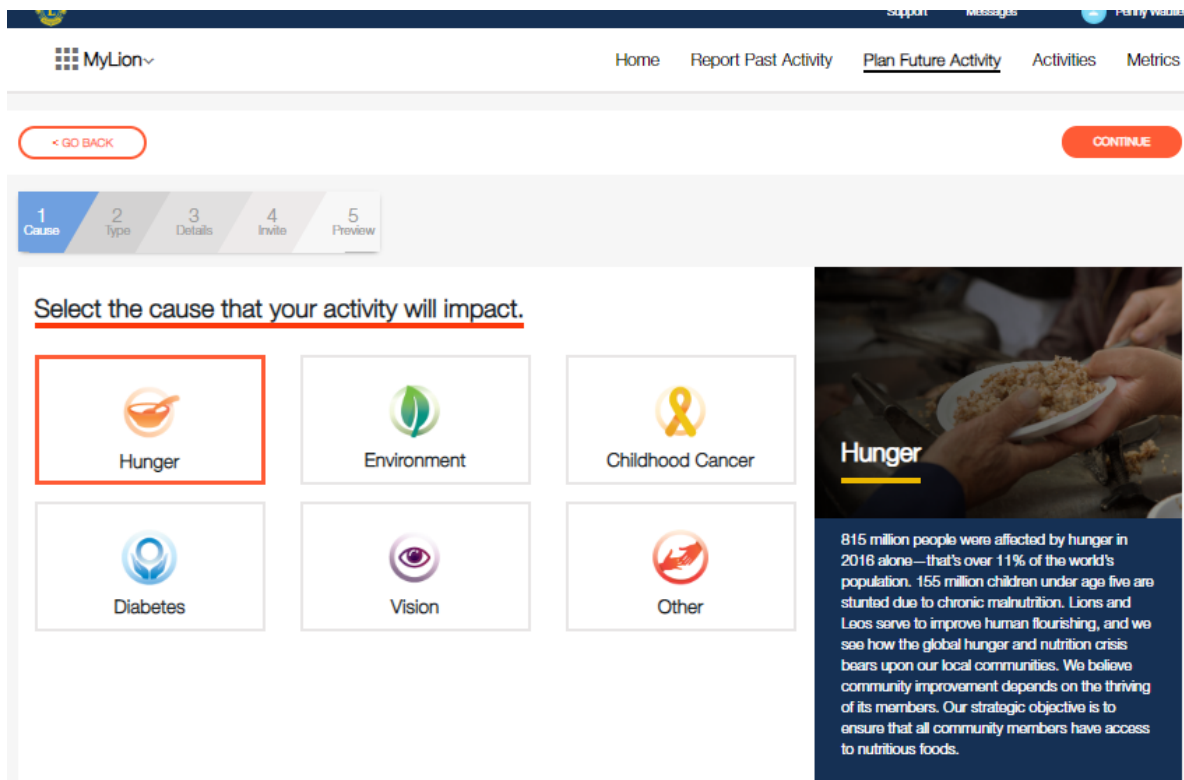 Support Messages Penny
MyLion
Home Report Past Activity Plan Future Activity Activities Metrics
< GO BACK
CONTINUE
1 2 3 4 5
Cause Type Details Invite Preview
Select the cause that your activity will impact.
Hunger Environment Childhood Cancer
Diabetes Vision Other
Hunger
815 million people were affected by hunger in
2016 alone—that's over 11% of the world's
population. 155 million children under age five are
stunted due to chronic malnutrition. Lions and
Leos serve to improve human flourishing, and we
see how the global hunger and nutrition crisis
bears upon our local communities. We believe
community improvement depends on the thriving
of its members. Our strategic objective is to
ensure that all community members have access
to nutritious foods.